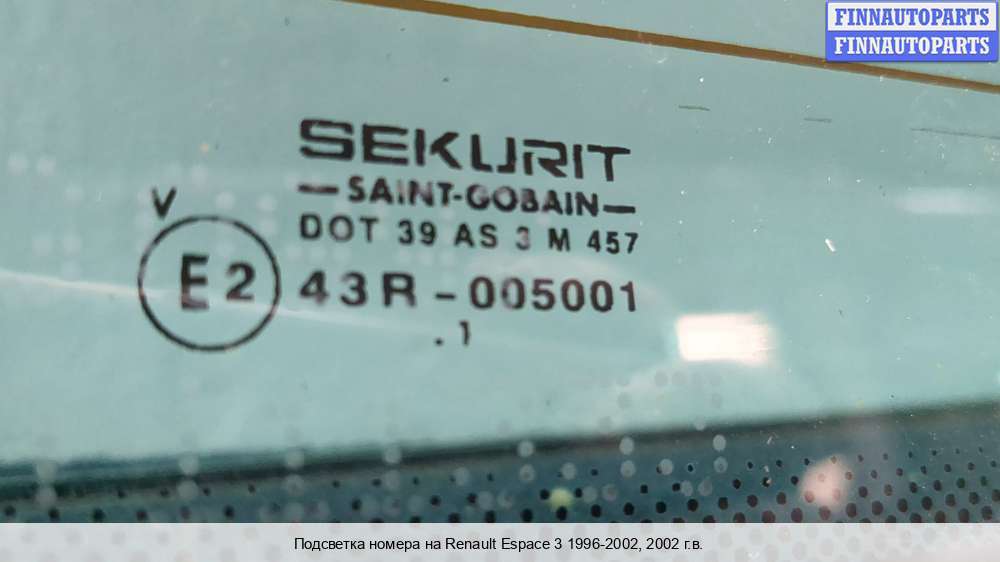 FINNAUTOPARTS
FINNAUTOPARTS
SEKURIT
—SAINT-GOBAIN—
DOT 39 AS 3 M 457
V
E2 43R-005001
.1
Подсветка номера на Renault Espace 3 1996-2002, 2002 г.в.